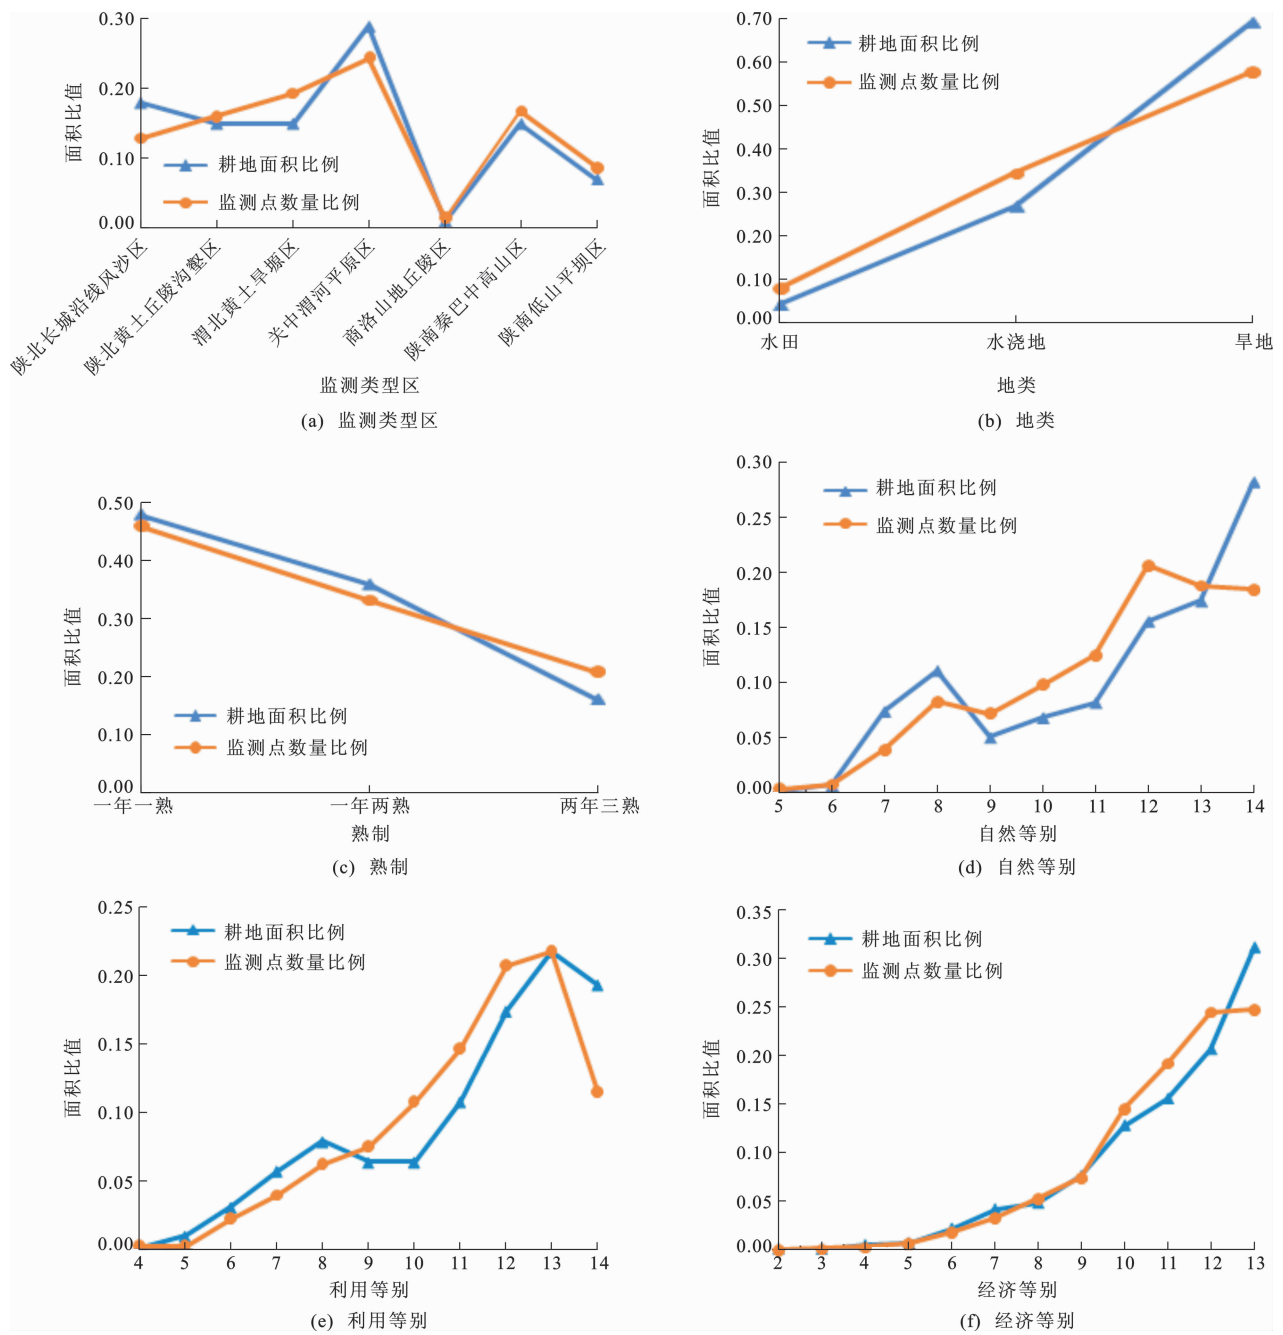 0.30
0.20
0.10
0.00
面积比值
耕地面积比例
监测点数量比例
陕北长城沿线风沙区
陕北黄土丘陵沟壑区
渭北黄土旱塬区
关中渭河平原区
商洛山地丘陵区
陕南秦巴中高山区
陕南低山平坝区
监测类型区
(a) 监测类型区
0.70
0.60
0.50
0.40
0.30
0.20
0.10
0.00
面积比值
耕地面积比例
监测点数量比例
水田 水浇地 旱地
地类
(b) 地类
0.50
0.40
0.30
0.20
0.10
0.00
面积比值
耕地面积比例
监测点数量比例
一年一熟 一年两熟 两年三熟
熟制
(c) 熟制
0.30
0.25
0.20
0.15
0.10
0.05
0.00
面积比值
耕地面积比例
监测点数量比例
5 6 7 8 9 10 11 12 13 14
自然等别
(d) 自然等别
0.25
0.20
0.15
0.10
0.05
0.00
面积比值
耕地面积比例
监测点数量比例
4 5 6 7 8 9 10 11 12 13 14
利用等别
(e) 利用等别
0.35
0.30
0.25
0.20
0.15
0.10
0.05
0.00
面积比值
耕地面积比例
监测点数量比例
2 3 4 5 6 7 8 9 10 11 12 13
经济等别
(f) 经济等别